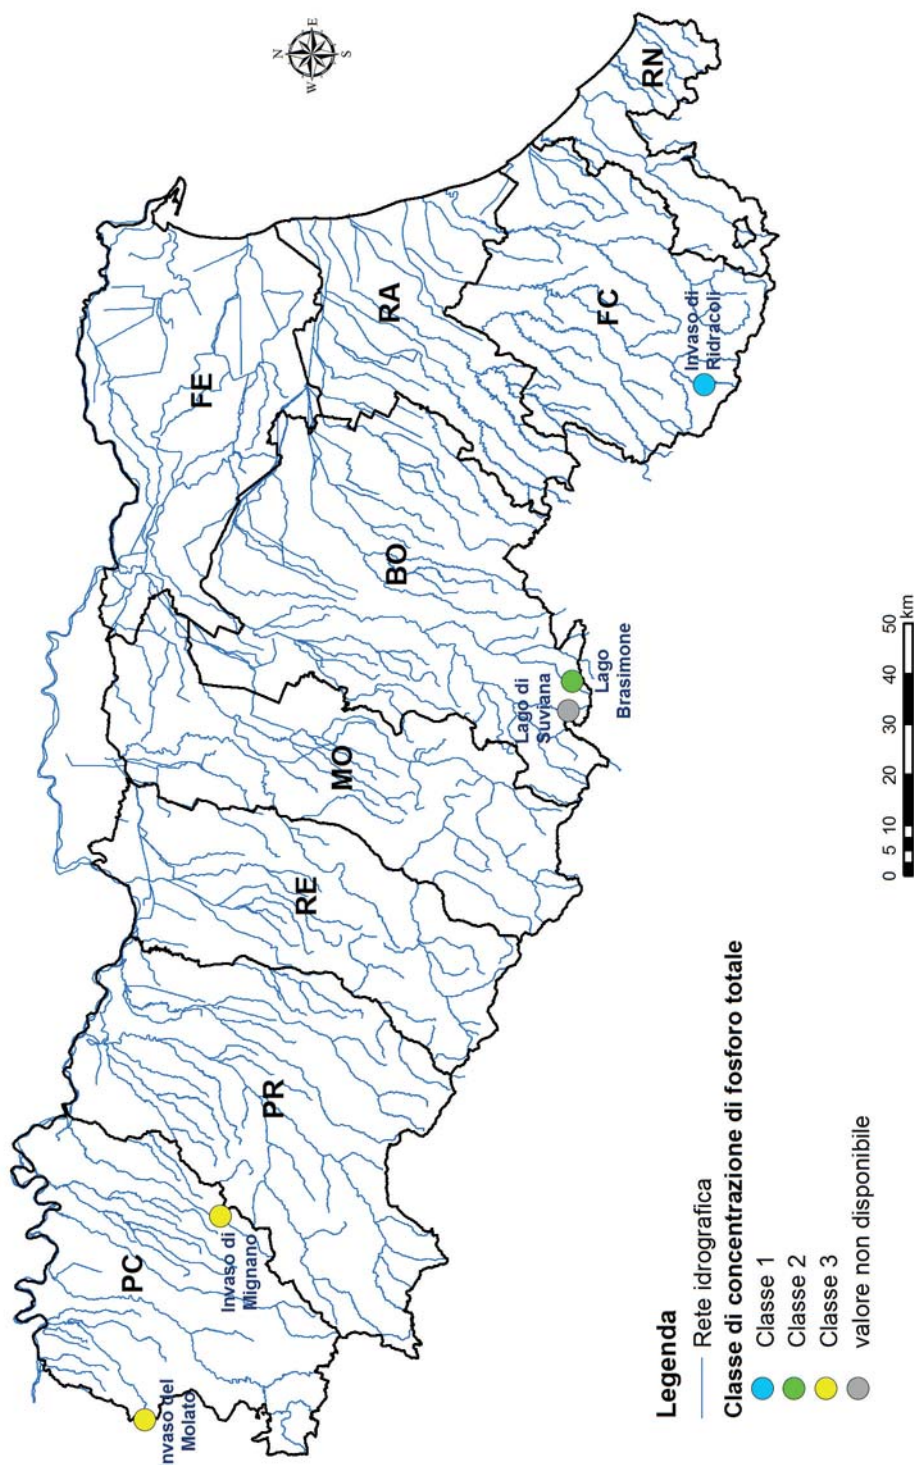 N
E
S
W
RN
FE
RA
FC
Invaso di
Ridracoli
BO
Lago
Brasimone
Lago di
Suviana
MO
RE
PR
PC
Invaso di
Mignano
nvaso del
Molato
Legenda
Rete idrografica
Classe di concentrazione di fosforo totale
Classe 1
Classe 2
Classe 3
valore non disponibile
0 5 10 20 30 40 50
km